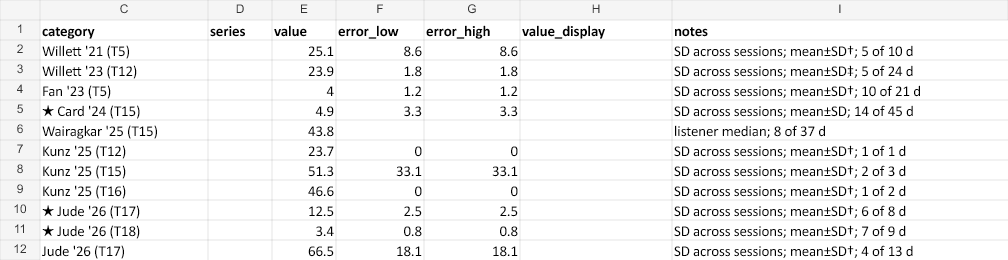 C D E F G H I
1 category series value error_low error_high value_display notes
2 Willett '21 (T5) 25.1 8.6 8.6 SD across sessions; mean±SD†; 5 of 10 d
3 Willett '23 (T12) 23.9 1.8 1.8 SD across sessions; mean±SD‡; 5 of 24 d
4 Fan '23 (T5) 4 1.2 1.2 SD across sessions; mean±SD†; 10 of 21 d
5 ★ Card '24 (T15) 4.9 3.3 3.3 SD across sessions; mean±SD; 14 of 45 d
6 Wairagkar '25 (T15) 43.8 listener median; 8 of 37 d
7 Kunz '25 (T12) 23.7 0 0 SD across sessions; mean±SD†; 1 of 1 d
8 Kunz '25 (T15) 51.3 33.1 33.1 SD across sessions; mean±SD†; 2 of 3 d
9 Kunz '25 (T16) 46.6 0 0 SD across sessions; mean±SD†; 1 of 2 d
10 ★ Jude '26 (T17) 12.5 2.5 2.5 SD across sessions; mean±SD†; 6 of 8 d
11 ★ Jude '26 (T18) 3.4 0.8 0.8 SD across sessions; mean±SD†; 7 of 9 d
12 Jude '26 (T17) 66.5 18.1 18.1 SD across sessions; mean±SD†; 4 of 13 d